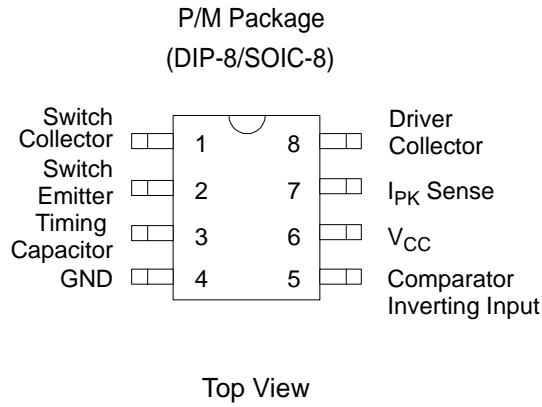 P/M Package
(DIP-8/SOIC-8)
Switch
Collector
1
8
Driver
Collector
Switch
Emitter
2
7
IPK Sense
Timing
Capacitor
3
6
VCC
GND
4
5
Comparator
Inverting Input
Top View